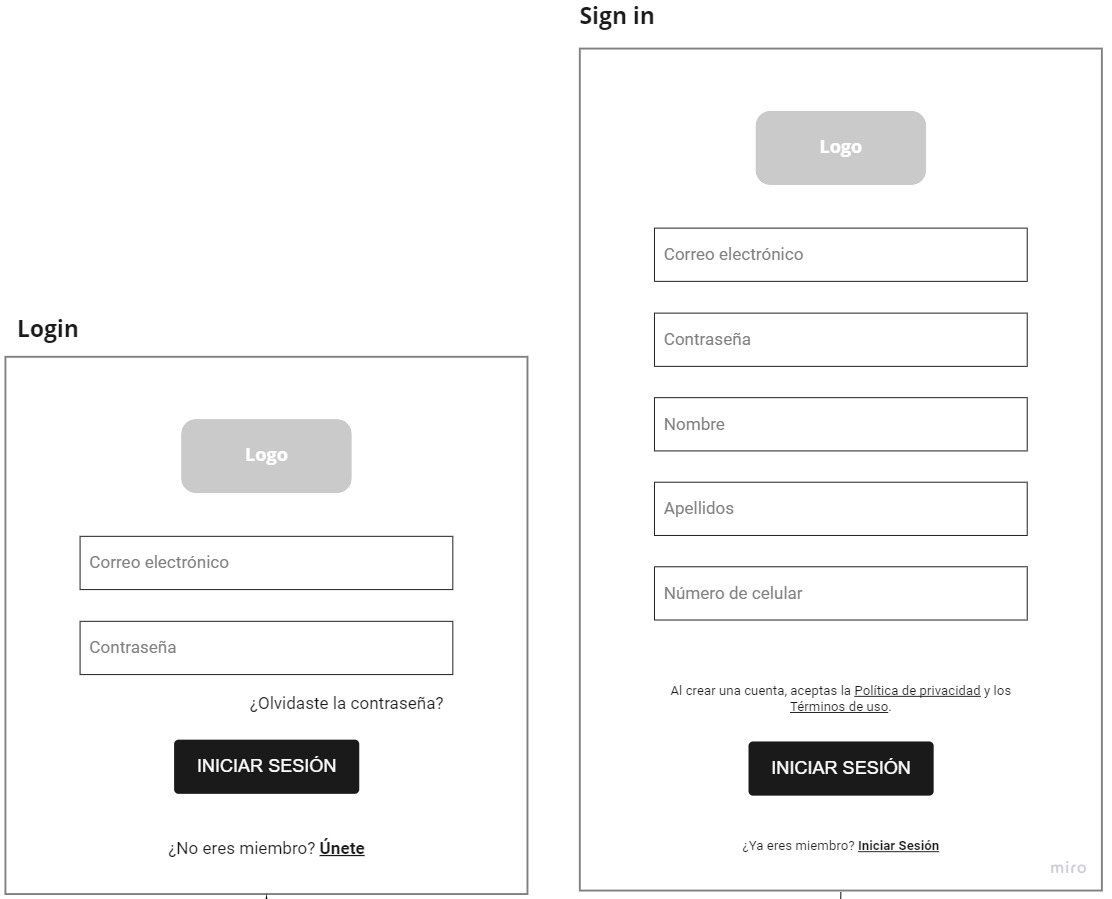 Login
Logo
Correo electrónico
Contraseña
¿Olvidaste la contraseña?
INICIAR SESIÓN
¿No eres miembro? Únete
Sign in
Logo
Correo electrónico
Contraseña
Nombre
Apellidos
Número de celular
Al crear una cuenta, aceptas la Política de privacidad y los
Términos de uso.
INICIAR SESIÓN
¿Ya eres miembro? Iniciar Sesión
miro